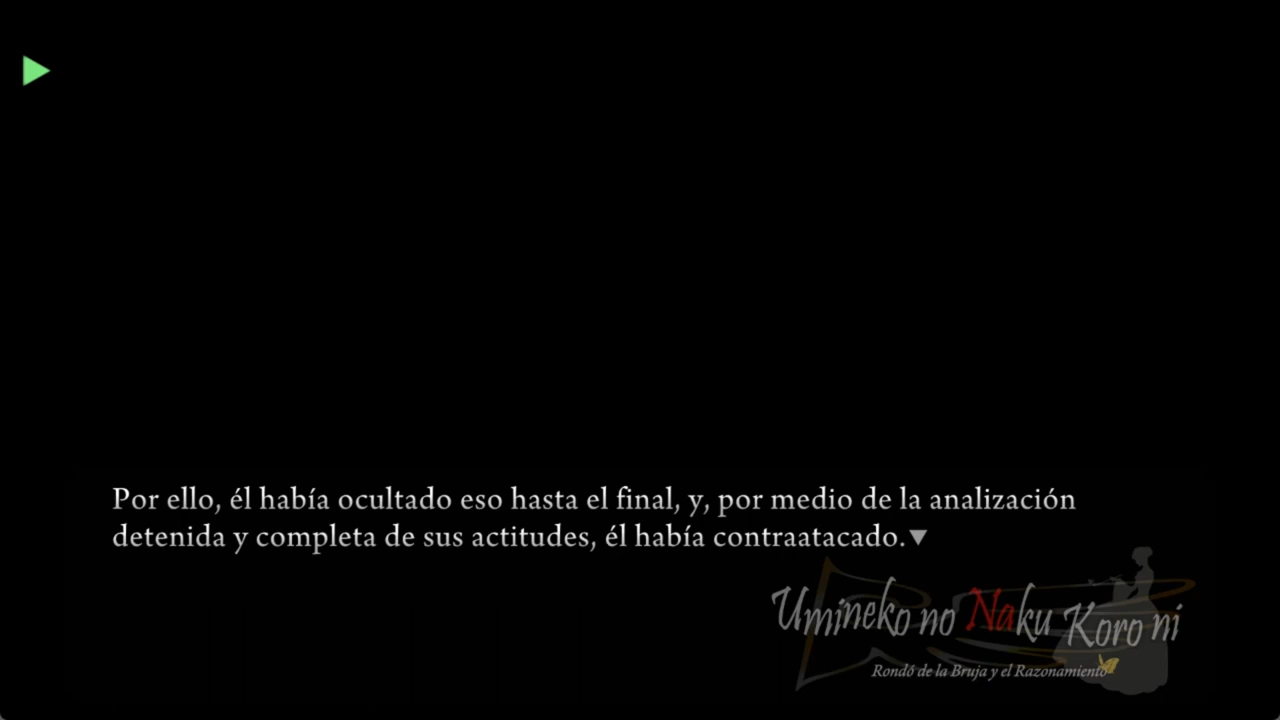 Por ello, él había ocultado eso hasta el final, y, por medio de la analización
detenida y completa de sus actitudes, él había contraatacado.
Umineko no Naku Koro ni
Rondó de la Bruja y el Razonamiento